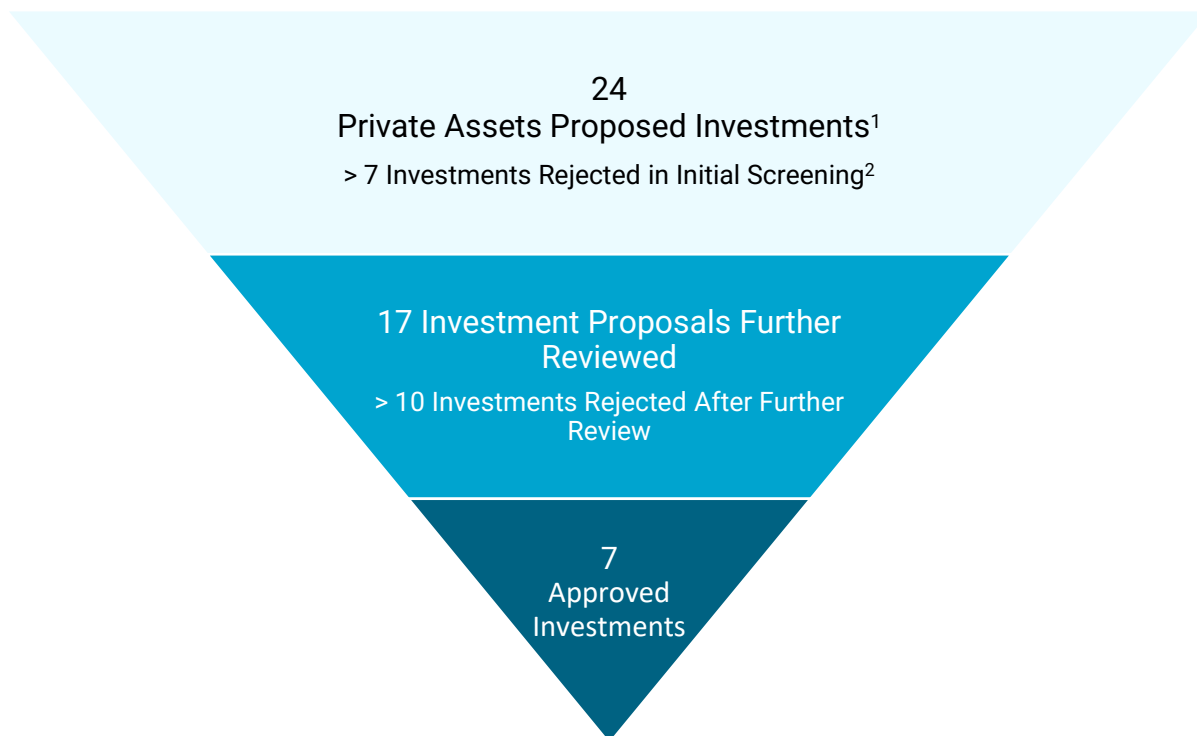 24
Private Assets Proposed Investments¹
> 7 Investments Rejected in Initial Screening²
17 Investment Proposals Further
Reviewed
> 10 Investments Rejected After Further
Review
7
Approved
Investments